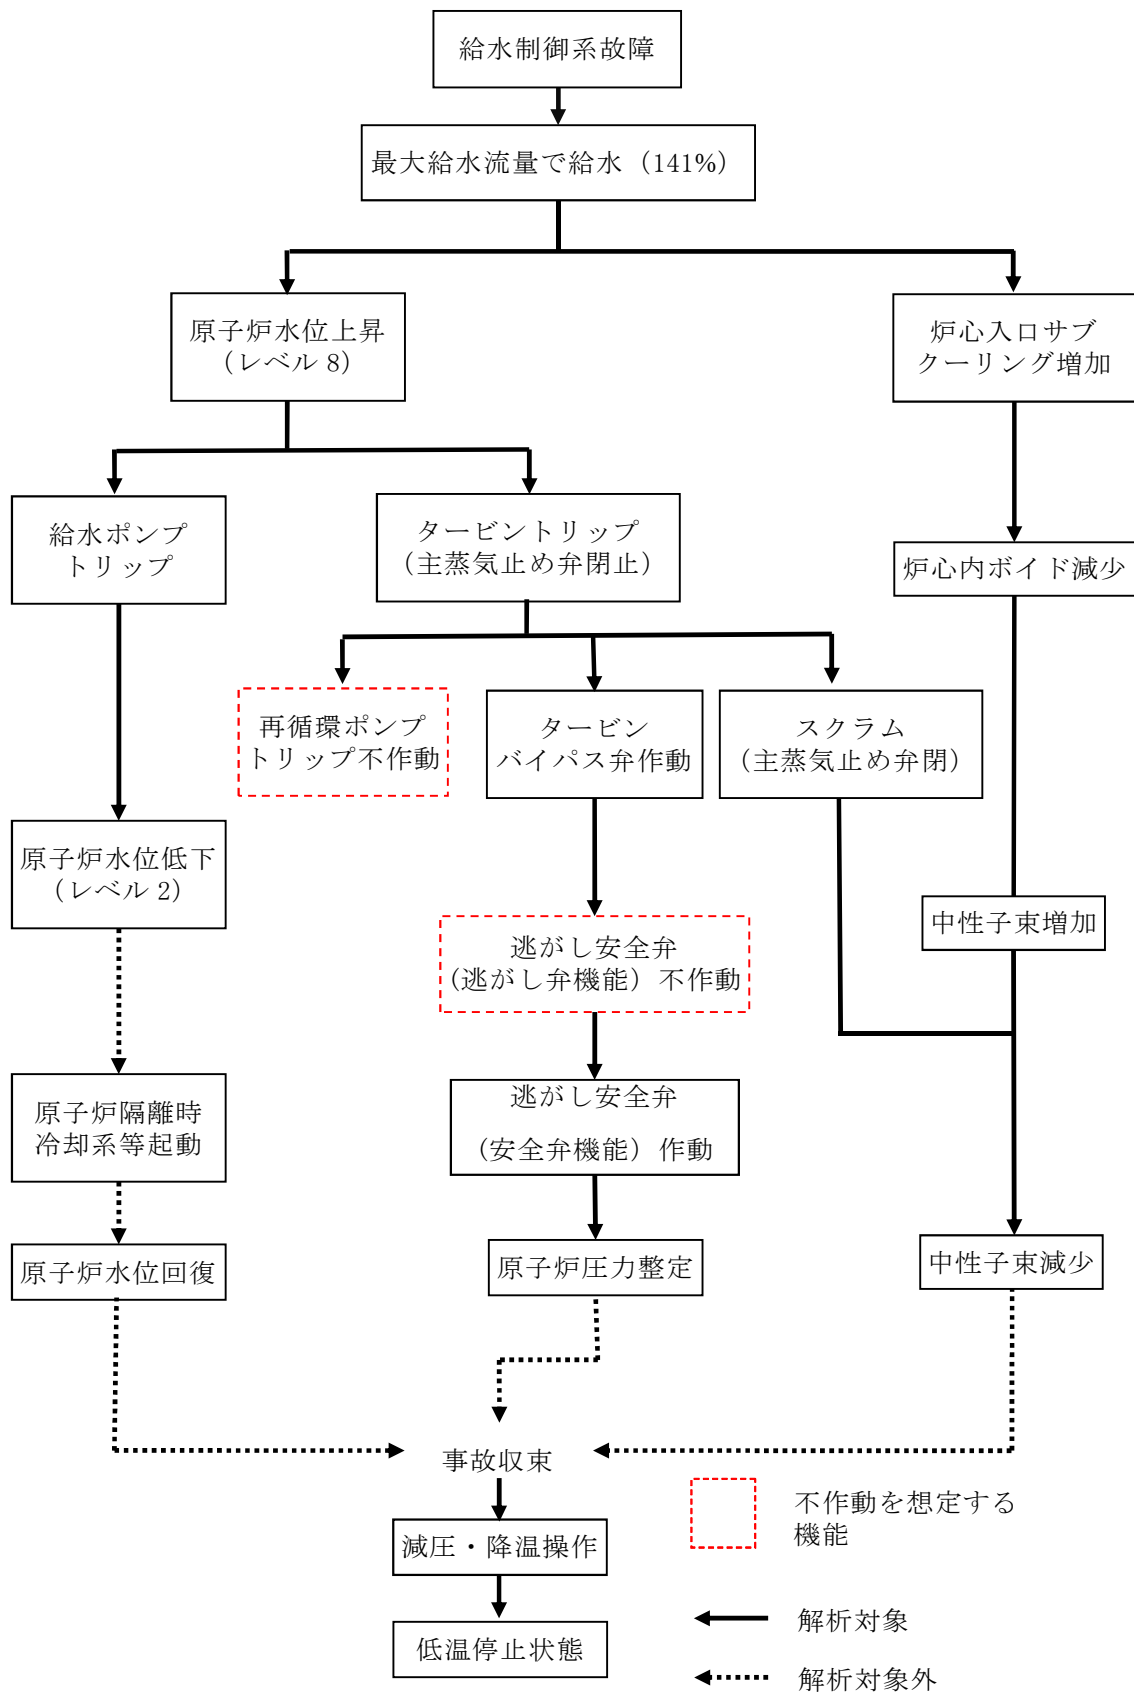 給水制御系故障
最大給水流量で給水（141%）
原子炉水位上昇
（レベル 8）
炉心入口サブ
クーリング増加
給水ポンプ
トリップ
タービントリップ
（主蒸気止め弁閉止）
炉心内ボイド減少
再循環ポンプ
トリップ不作動
タービン
バイパス弁作動
スクラム
（主蒸気止め弁閉）
原子炉水位低下
（レベル 2）
中性子束増加
逃がし安全弁
（逃がし弁機能）不作動
原子炉隔離時
冷却系等起動
逃がし安全弁
（安全弁機能）作動
原子炉水位回復
原子炉圧力整定
中性子束減少
事故収束
減圧・降温操作
低温停止状態
不作動を想定する
機能
解析対象
解析対象外